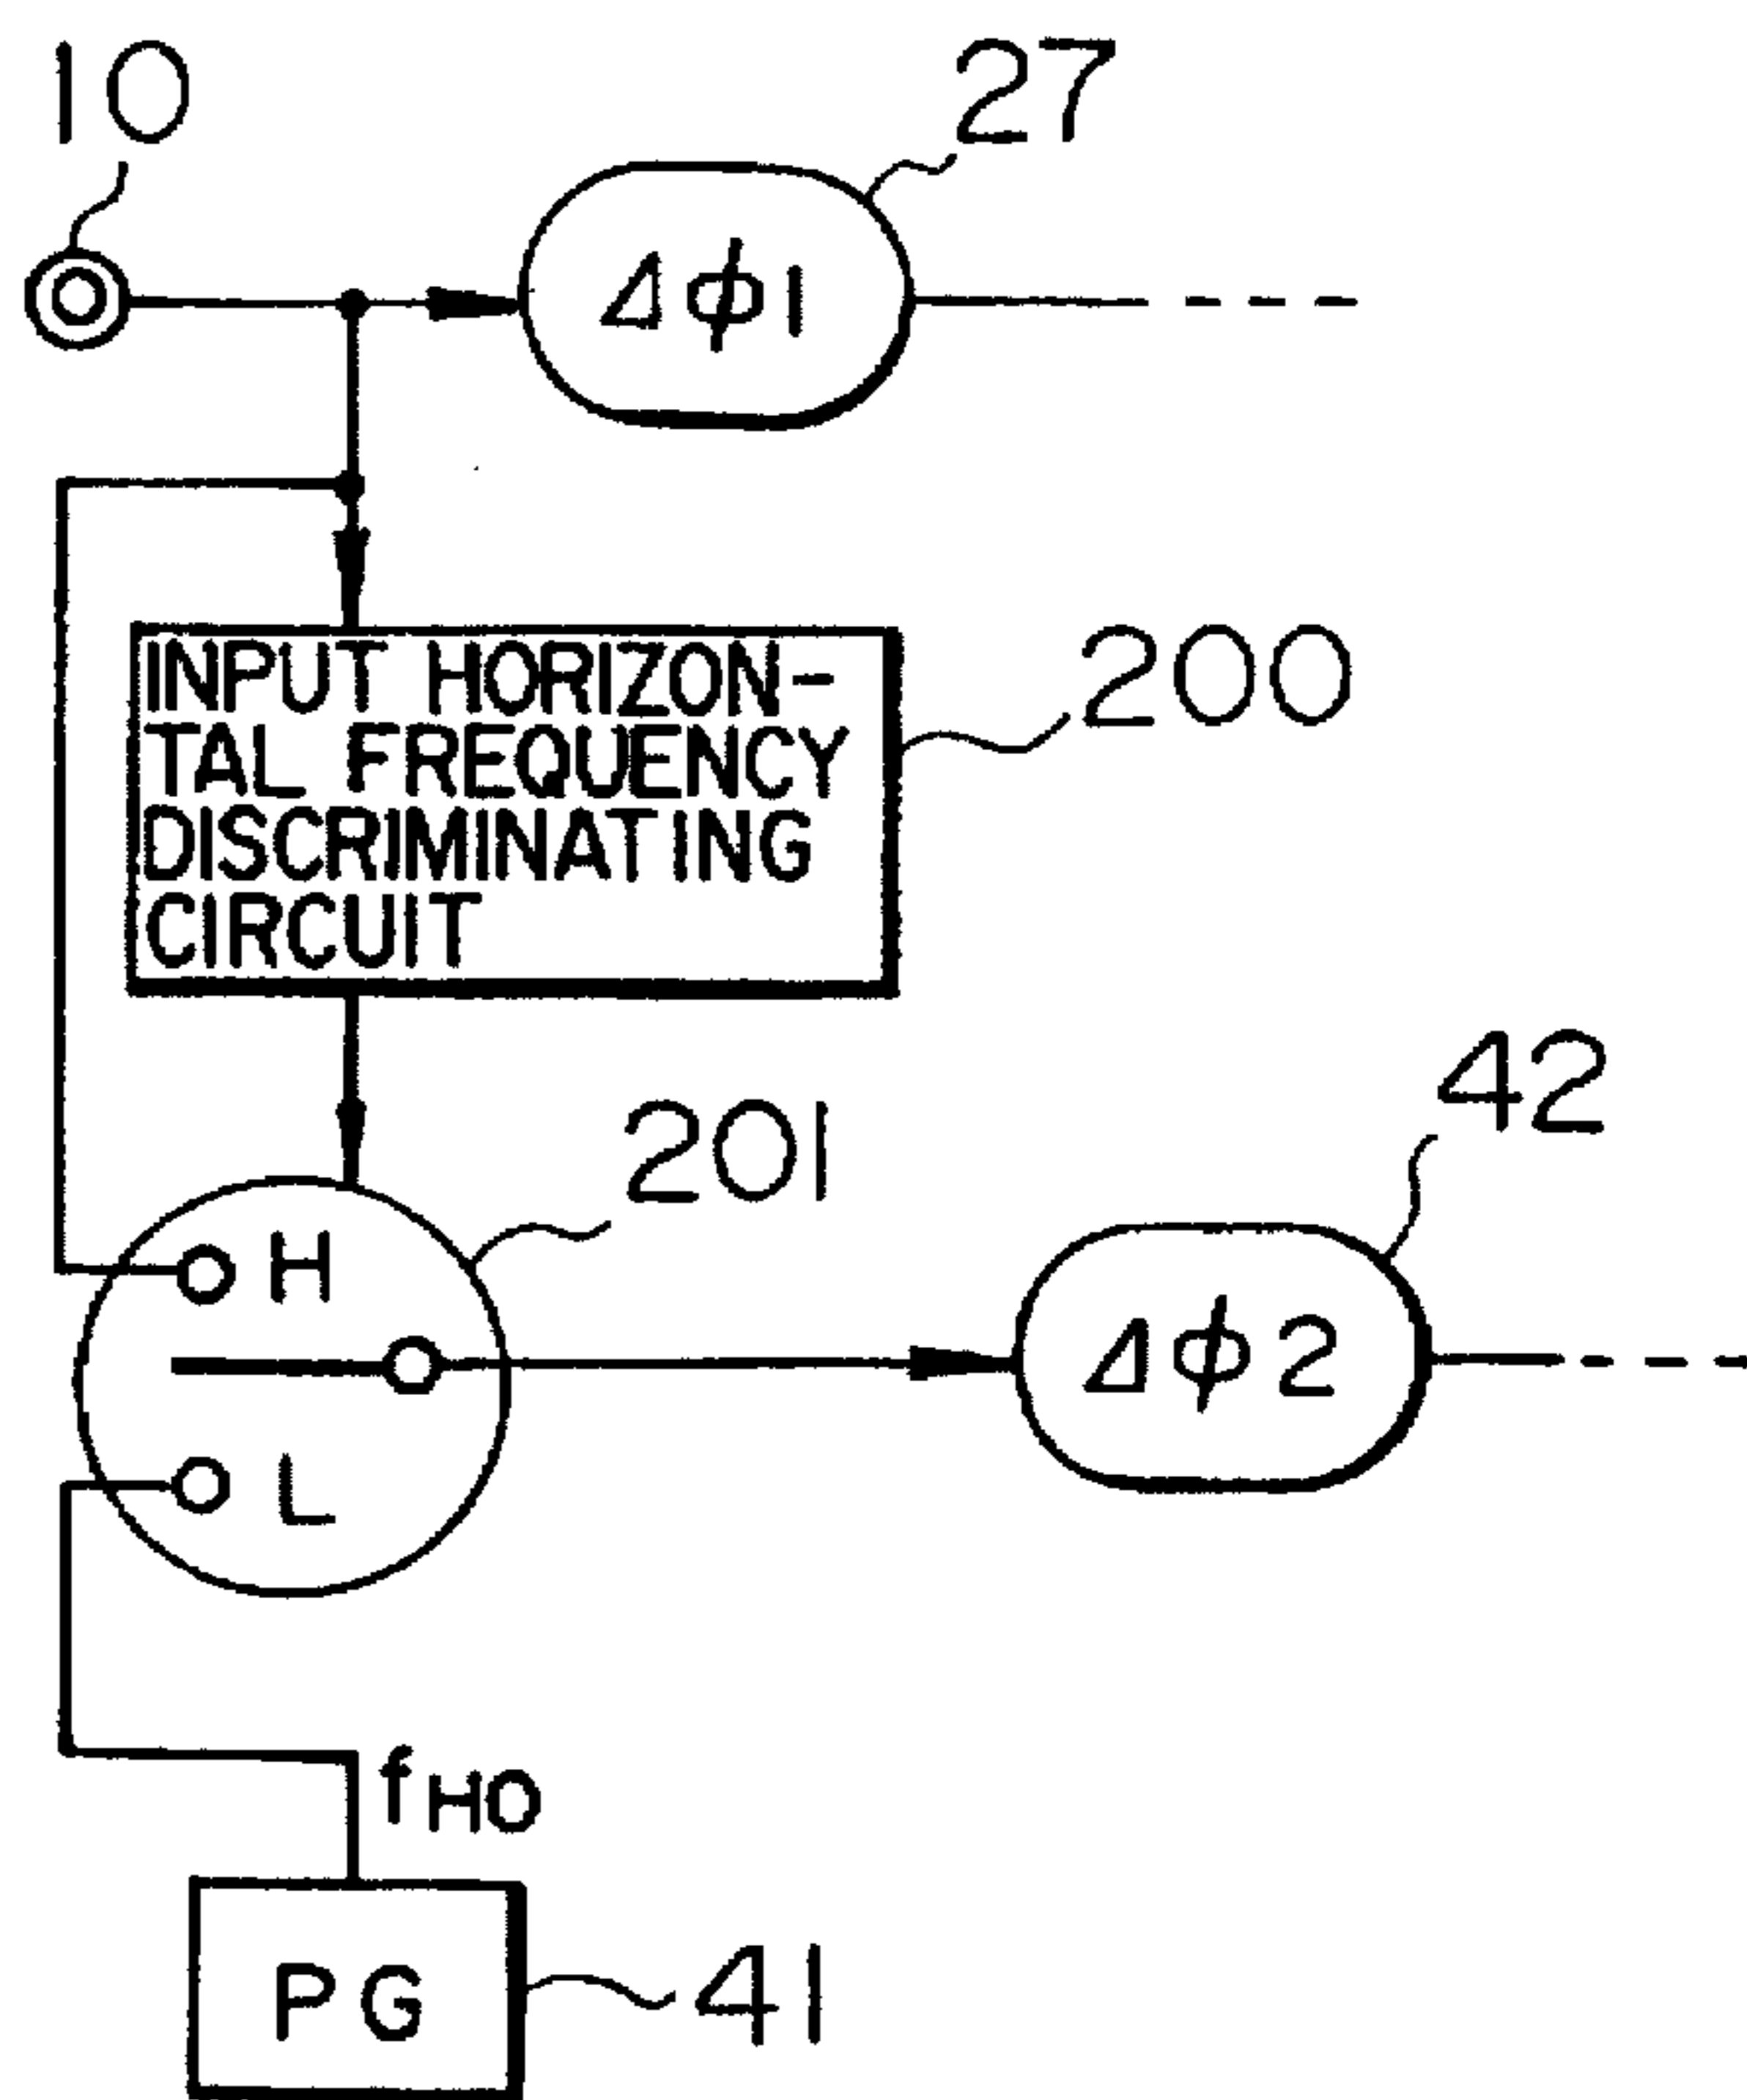 10
27
Δφ1
INPUT HORIZON-
TAL FREQUENCY
DISCRIMINATING
CIRCUIT
200
42
201
H
Δφ2
L
fHO
PG
41